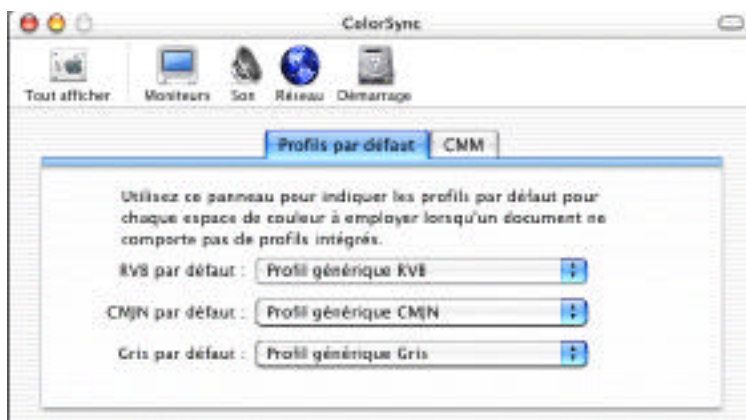 ColorSync
Tout afficher Moniteurs Son Réseau Démarrage
Profils par défaut CMM
Utilisez ce panneau pour indiquer les profils par défaut pour
chaque espace de couleur à employer lorsqu'un document ne
comporte pas de profils intégrés.
RVB par défaut : Profil générique RVB
CMJN par défaut : Profil générique CMJN
Gris par défaut : Profil générique Gris